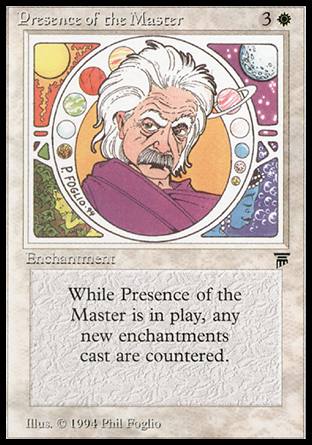 Presence of the Master 3
P. FOGLIO-94
Enchantment
While Presence of the
Master is in play, any
new enchantments
cast are countered.
Illus. © 1994 Phil Foglio